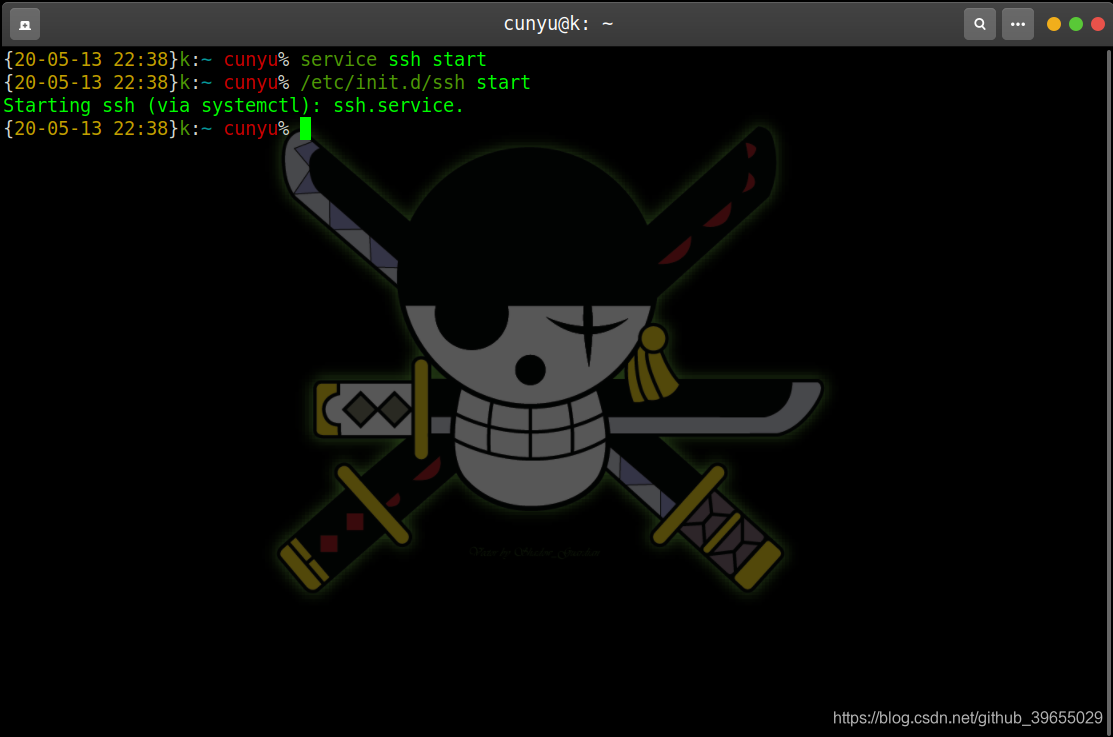 cunyu@k: ~
{20-05-13 22:38}k:~ cunyu% service ssh start
{20-05-13 22:38}k:~ cunyu% /etc/init.d/ssh start
Starting ssh (via systemctl): ssh.service.
{20-05-13 22:38}k:~ cunyu%
https://blog.csdn.net/github_39655029